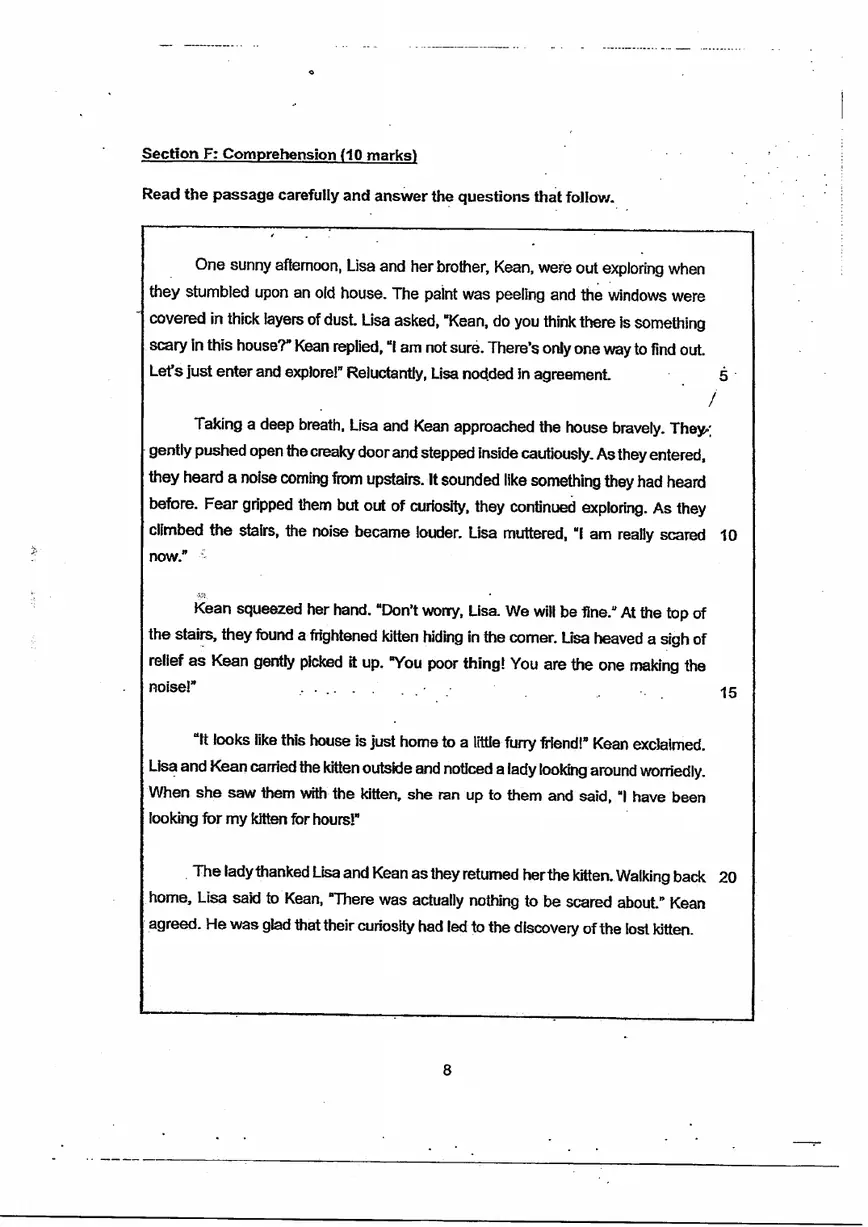 Section F: Comprehension (10 marks)
Read the passage carefully and answer the questions that follow.
One sunny afternoon, Lisa and her brother, Kean, were out exploring when
they stumbled upon an old house. The paint was peeling and the windows were
covered in thick layers of dust. Lisa asked, "Kean, do you think there is something
scary in this house?" Kean replied, "I am not sure. There's only one way to find out.
Let's just enter and explore!" Reluctantly, Lisa nodded in agreement. 5
Taking a deep breath, Lisa and Kean approached the house bravely. They
gently pushed open the creaky door and stepped inside cautiously. As they entered,
they heard a noise coming from upstairs. It sounded like something they had heard
before. Fear gripped them but out of curiosity, they continued exploring. As they
climbed the stairs, the noise became louder. Lisa muttered, "I am really scared 10
now."
Kean squeezed her hand. "Don't worry, Lisa. We will be fine." At the top of
the stairs, they found a frightened kitten hiding in the corner. Lisa heaved a sigh of
relief as Kean gently picked it up. "You poor thing! You are the one making the
noise!" 15
"It looks like this house is just home to a little furry friend!" Kean exclaimed.
Lisa and Kean carried the kitten outside and noticed a lady looking around worriedly.
When she saw them with the kitten, she ran up to them and said, "I have been
looking for my kitten for hours!"
The lady thanked Lisa and Kean as they returned her the kitten. Walking back 20
home, Lisa said to Kean, "There was actually nothing to be scared about." Kean
agreed. He was glad that their curiosity had led to the discovery of the lost kitten.
8